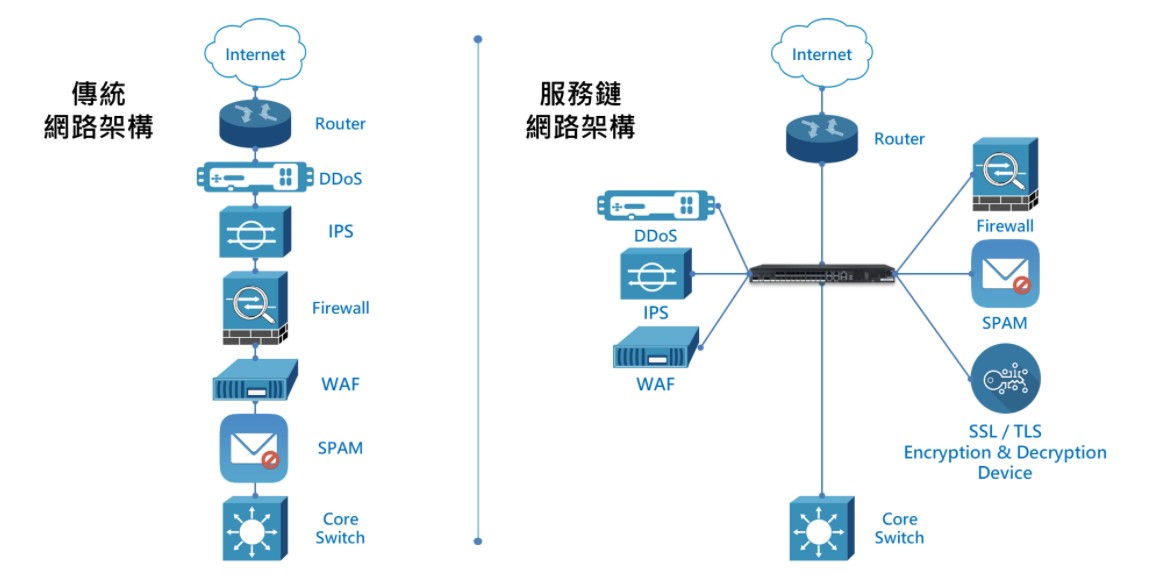 傳統
網路架構
Internet
Router
DDoS
IPS
Firewall
WAF
SPAM
Core
Switch
服務鏈
網路架構
Internet
Router
DDoS
IPS
WAF
Firewall
SPAM
SSL / TLS
Encryption & Decryption
Device
Core
Switch